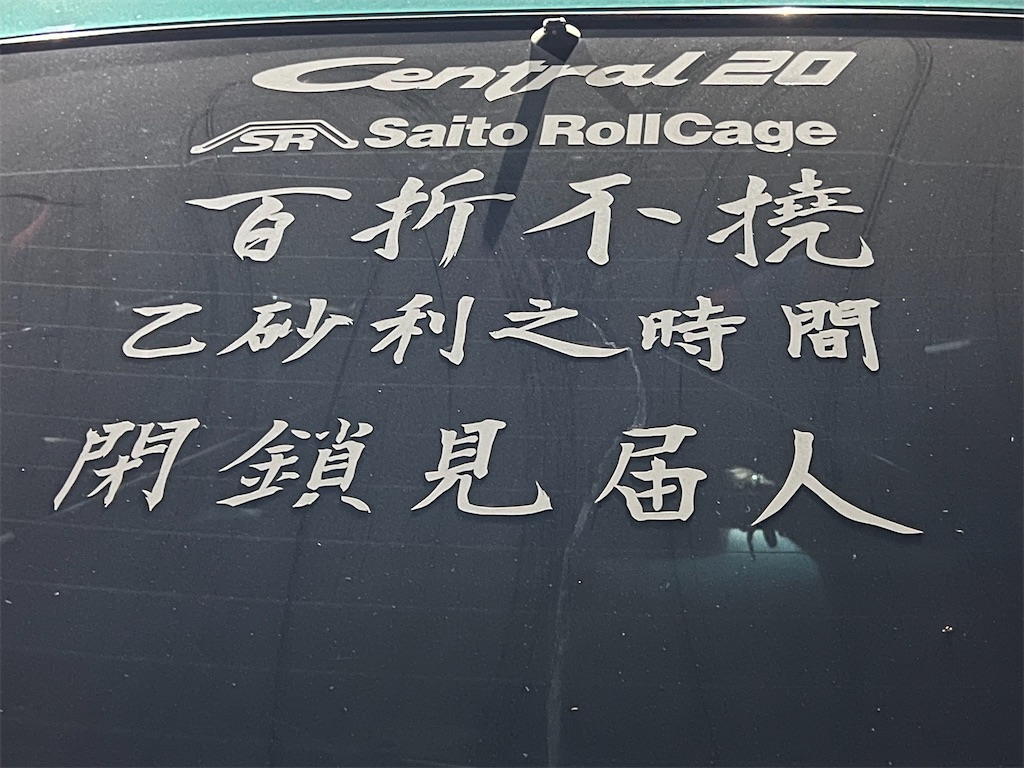 Central 20
SR Saito RollCage
百折不撓
乙砂利之時間
閉鎖見届人